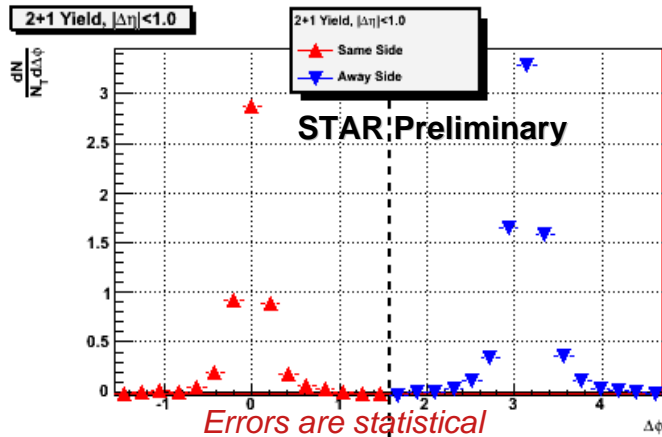 2+1 Yield, |Δη|<1.0
2+1 Yield, |Δη|<1.0
Same Side
Away Side
dN
N_T dΔϕ
STAR Preliminary
3
2.5
2
1.5
1
0.5
0
-1 0 1 2 3 4
Δϕ
Errors are statistical